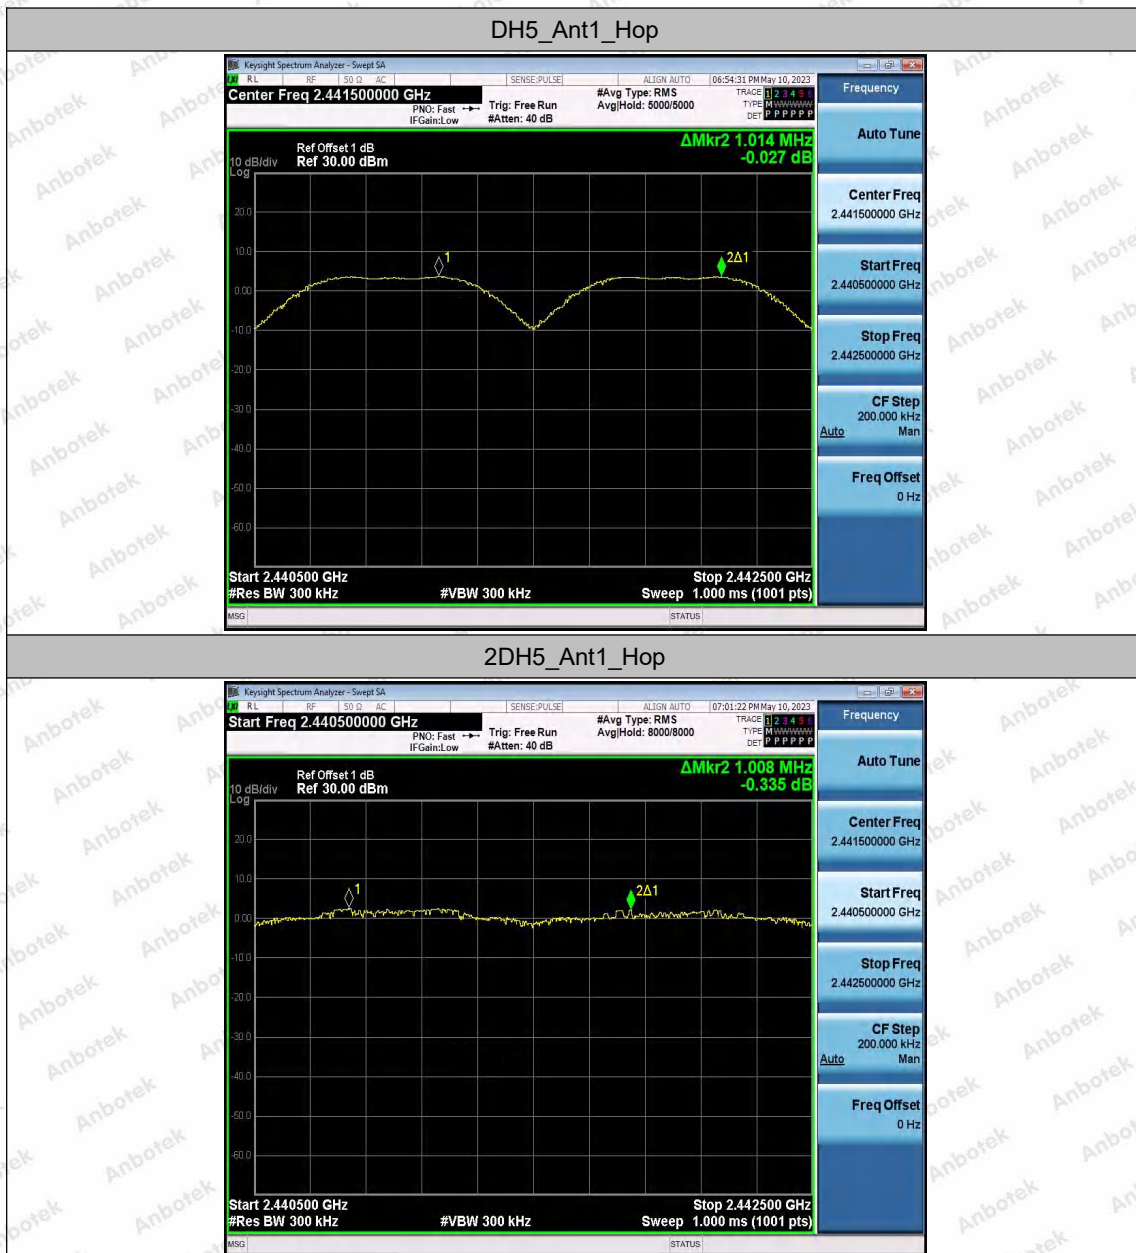 DH5_Ant1_Hop
Keysight Spectrum Analyzer - Swept SA
RL RF 50 Ω AC SENSE:PULSE ALIGN AUTO 06:54:31 PM May 10, 2023
Center Freq 2.441500000 GHz
PNO: Fast
IFGain:Low
Trig: Free Run
#Atten: 40 dB
#Avg Type: RMS
Avg|Hold: 5000/5000
TRACE 1 2 3 4 5 6
TYPE M WWWWW
DET P P P P P P
Frequency
Auto Tune
Center Freq
2.441500000 GHz
Start Freq
2.440500000 GHz
Stop Freq
2.442500000 GHz
CF Step
200.000 kHz
Auto Man
Freq Offset
0 Hz
Ref Offset 1 dB
10 dB/div Ref 30.00 dBm
Log
ΔMkr2 1.014 MHz
-0.027 dB
20.0
10.0
0.00
-10.0
-20.0
-30.0
-40.0
-50.0
-60.0
1
2Δ1
Start 2.440500 GHz Stop 2.442500 GHz
#Res BW 300 kHz #VBW 300 kHz Sweep 1.000 ms (1001 pts)
MSG STATUS
2DH5_Ant1_Hop
Keysight Spectrum Analyzer - Swept SA
RL RF 50 Ω AC SENSE:PULSE ALIGN AUTO 07:01:22 PM May 10, 2023
Start Freq 2.440500000 GHz
PNO: Fast
IFGain:Low
Trig: Free Run
#Atten: 40 dB
#Avg Type: RMS
Avg|Hold: 8000/8000
TRACE 1 2 3 4 5 6
TYPE M WWWWW
DET P P P P P P
Frequency
Auto Tune
Center Freq
2.441500000 GHz
Start Freq
2.440500000 GHz
Stop Freq
2.442500000 GHz
CF Step
200.000 kHz
Auto Man
Freq Offset
0 Hz
Ref Offset 1 dB
10 dB/div Ref 30.00 dBm
Log
ΔMkr2 1.008 MHz
-0.335 dB
20.0
10.0
0.00
-10.0
-20.0
-30.0
-40.0
-50.0
-60.0
1
2Δ1
Start 2.440500 GHz Stop 2.442500 GHz
#Res BW 300 kHz #VBW 300 kHz Sweep 1.000 ms (1001 pts)
MSG STATUS
Anbotek